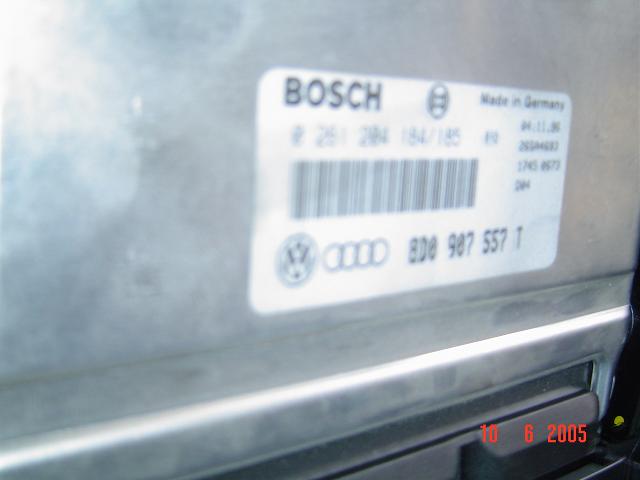 BOSCH
Made in Germany
0 261 204 184/185
04.11.96
1745 0673
D04
8D0 907 557 T
10 6 2005